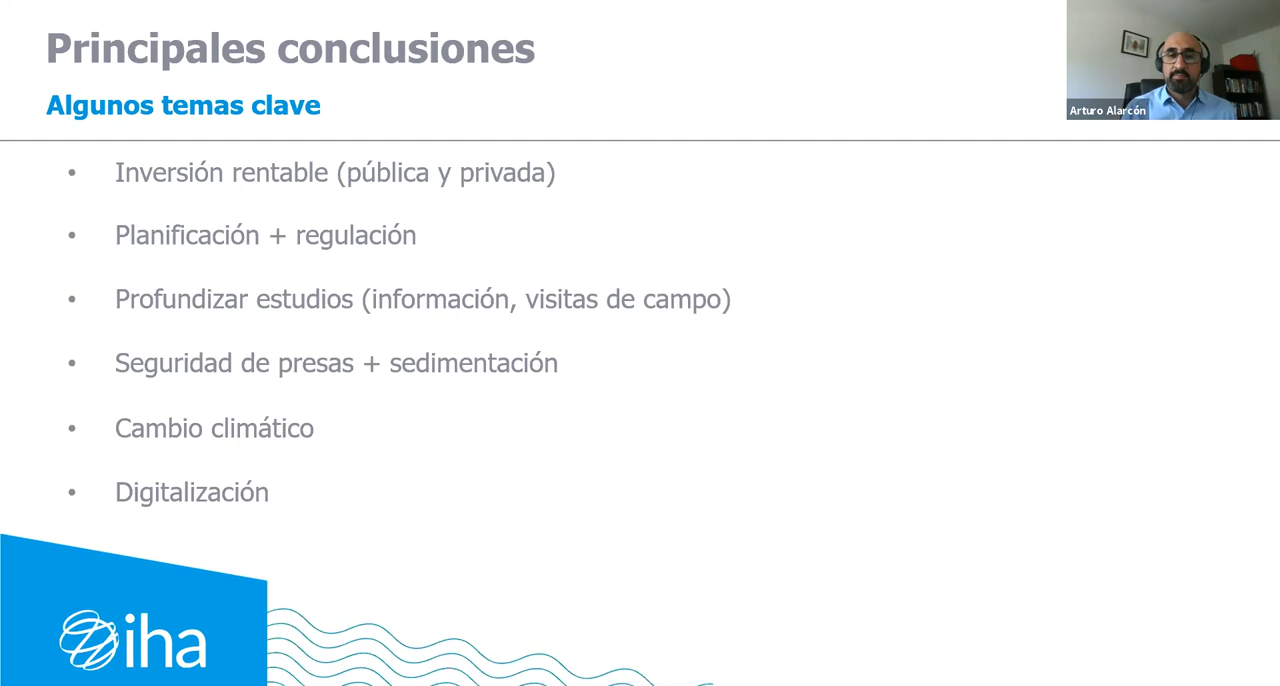 Principales conclusiones
Algunos temas clave
Arturo Alarcón
• Inversión rentable (pública y privada)
• Planificación + regulación
• Profundizar estudios (información, visitas de campo)
• Seguridad de presas + sedimentación
• Cambio climático
• Digitalización
iha